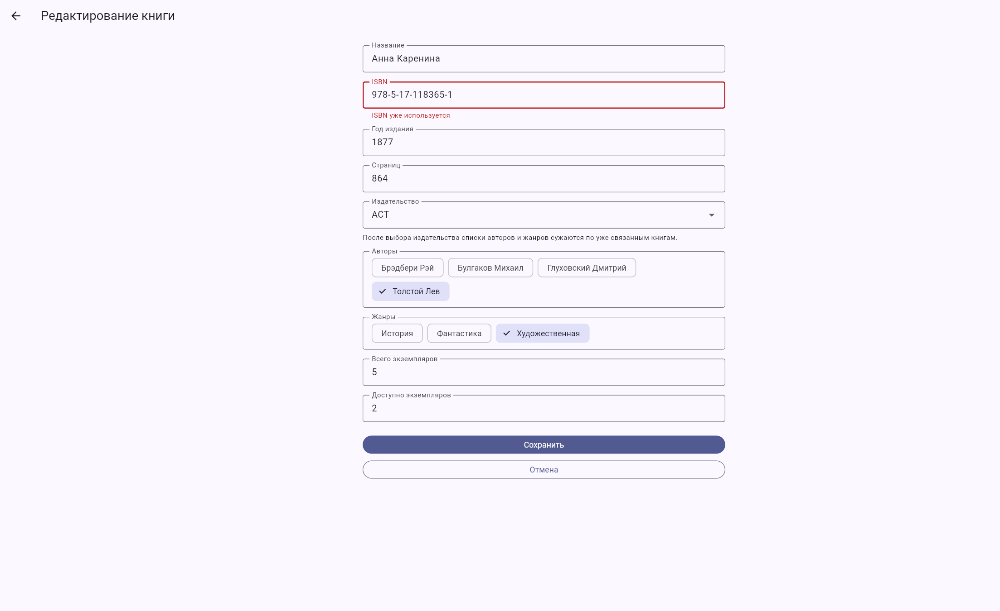 Редактирование книги
Название
Анна Каренина
ISBN
978-5-17-118365-1
ISBN уже используется
Год издания
1877
Страниц
864
Издательство
АСТ
После выбора издательства списки авторов и жанров сужаются по уже связанным книгам.
Авторы
Брэдбери Рэй Булгаков Михаил Глуховский Дмитрий
Толстой Лев
Жанры
История Фантастика Художественная
Всего экземпляров
5
Доступно экземпляров
2
Сохранить
Отмена